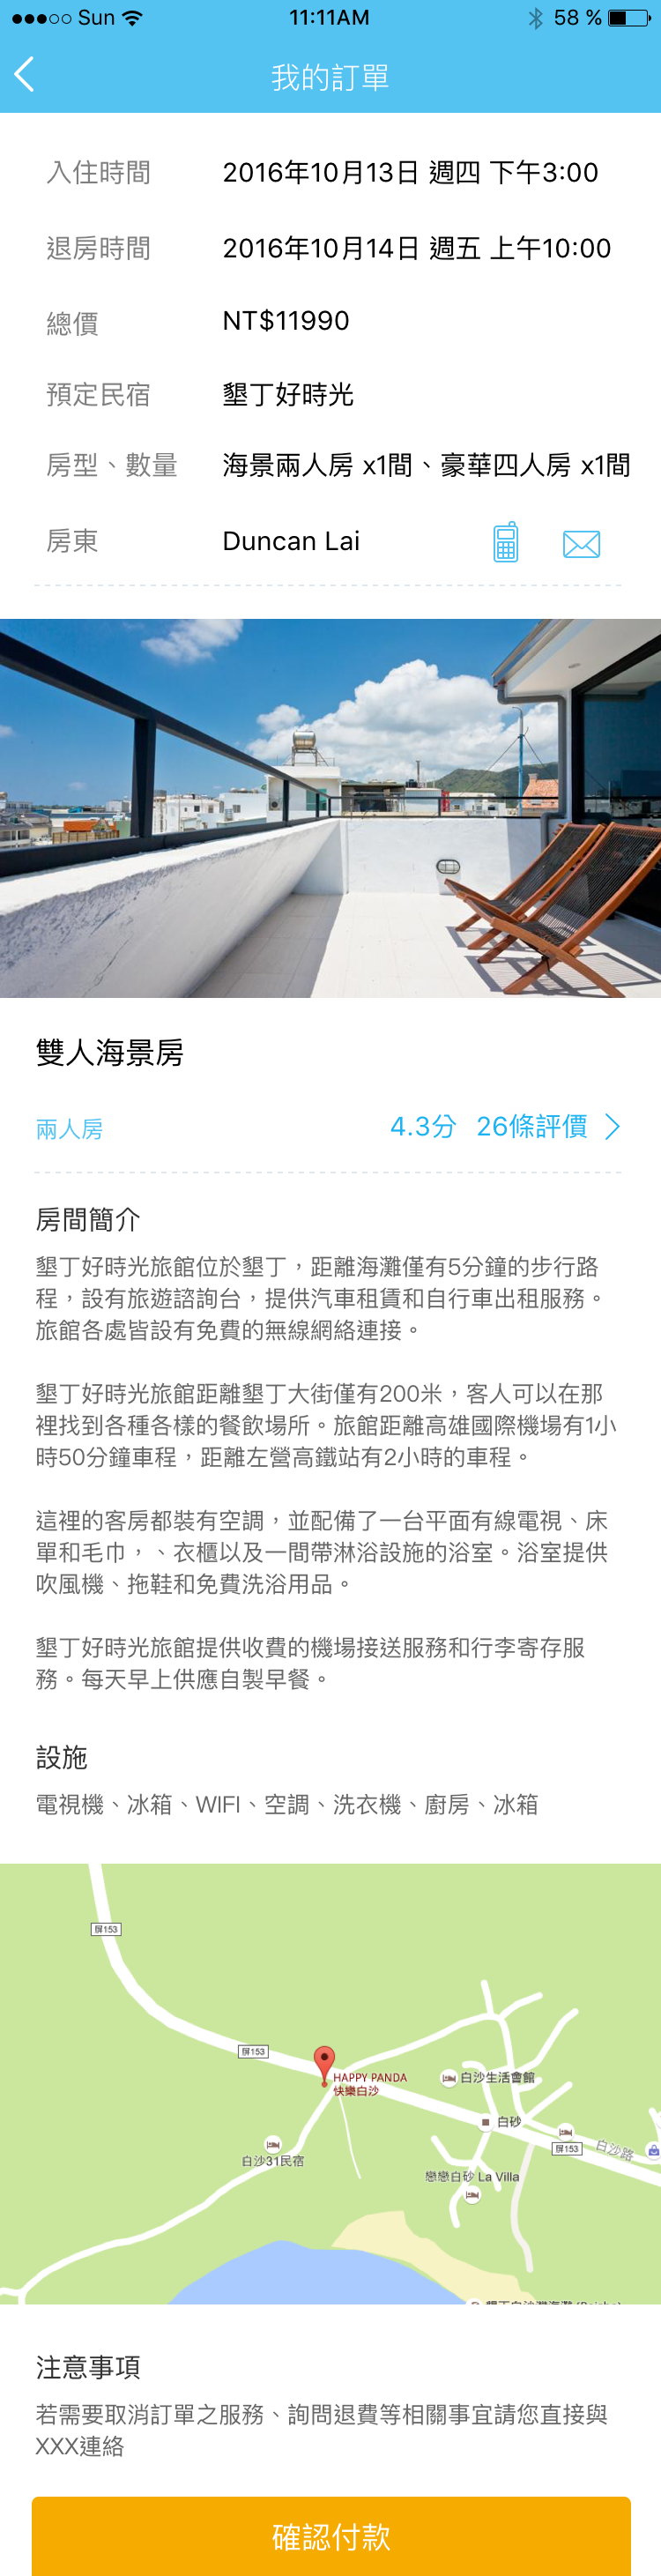 Sun 11:11AM 58 %
我的訂單
入住時間 2016年10月13日 週四 下午3:00
退房時間 2016年10月14日 週五 上午10:00
總價 NT$11990
預定民宿 墾丁好時光
房型、數量 海景兩人房 x1間、豪華四人房 x1間
房東 Duncan Lai
雙人海景房
兩人房 4.3分 26條評價
房間簡介
墾丁好時光旅館位於墾丁，距離海灘僅有5分鐘的步行路
程，設有旅遊諮詢台，提供汽車租賃和自行車出租服務。
旅館各處皆設有免費的無線網絡連接。
墾丁好時光旅館距離墾丁大街僅有200米，客人可以在那
裡找到各種各樣的餐飲場所。旅館距離高雄國際機場有1小
時50分鐘車程，距離左營高鐵站有2小時的車程。
這裡的客房都裝有空調，並配備了一台平面有線電視、床
單和毛巾，、衣櫃以及一間帶淋浴設施的浴室。浴室提供
吹風機、拖鞋和免費洗浴用品。
墾丁好時光旅館提供收費的機場接送服務和行李寄存服
務。每天早上供應自製早餐。
設施
電視機、冰箱、WIFI、空調、洗衣機、廚房、冰箱
屏153
屏153
HAPPY PANDA
快樂白沙
白沙生活會館
白砂
屏153
白沙路
白沙31民宿
戀戀白砂 La Villa
注意事項
若需要取消訂單之服務、詢問退費等相關事宜請您直接與
XXX連絡
確認付款